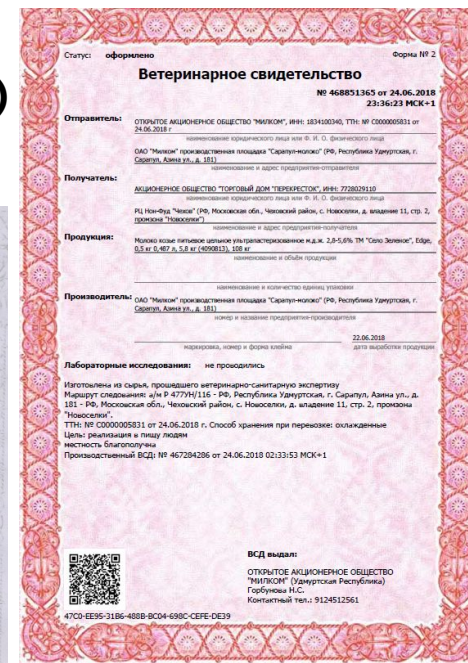 )
Статус: оформлено
Форма № 2
Ветеринарное свидетельство
№ 468851365 от 24.06.2018
23:36:23 МСК+1
Отправитель:
ОТКРЫТОЕ АКЦИОНЕРНОЕ ОБЩЕСТВО "МИЛКОМ", ИНН: 1834100340, ТТН: № С0000005831 от
24.06.2018 г
наименование юридического лица или Ф. И. О. физического лица
ОАО "Милком" производственная площадка "Сарапул-молоко" (РФ, Республика Удмуртская, г.
Сарапул, Азина ул., д. 181)
наименование и адрес предприятия-отправителя
Получатель:
АКЦИОНЕРНОЕ ОБЩЕСТВО "ТОРГОВЫЙ ДОМ "ПЕРЕКРЕСТОК", ИНН: 7728029110
наименование юридического лица или Ф. И. О. физического лица
РЦ Нон-Фуд "Чехов" (РФ, Московская обл., Чеховский район, с. Новоселки, д. владение 11, стр. 2,
промзона "Новоселки")
наименование и адрес предприятия-получателя
Продукция:
Молоко козье питьевое цельное ультрапастеризованное м.д.ж. 2,8-5,6% ТМ "Село Зеленое", Edge,
0,5 кг 0,487 л, 5,8 кг (4090813), 108 кг
наименование и объём продукции
наименование и количество единиц упаковки
Производитель:
ОАО "Милком" производственная площадка "Сарапул-молоко" (РФ, Республика Удмуртская, г.
Сарапул, Азина ул., д. 181)
номер и название предприятия-производителя
22.06.2018
маркировка, номер и форма клейма
дата выработки продукции
Лабораторные исследования: не проводились
Изготовлена из сырья, прошедшего ветеринарно-санитарную экспертизу
Маршрут следования: а/м Р 477УН/116 - РФ, Республика Удмуртская, г. Сарапул, Азина ул., д.
181 - РФ, Московская обл., Чеховский район, с. Новоселки, д. владение 11, стр. 2, промзона
"Новоселки".
ТТН: № С0000005831 от 24.06.2018 г. Способ хранения при перевозке: охлажденные
Цель: реализация в пищу людям
местность благополучна
Производственный ВСД: № 467284286 от 24.06.2018 02:33:53 МСК+1
ВСД выдал:
ОТКРЫТОЕ АКЦИОНЕРНОЕ ОБЩЕСТВО
"МИЛКОМ" (Удмуртская Республика)
Горбунова Н.С.
Контактный тел.: 9124512561
47C0-EE95-31B6-488B-BC04-698C-CEFE-DE39